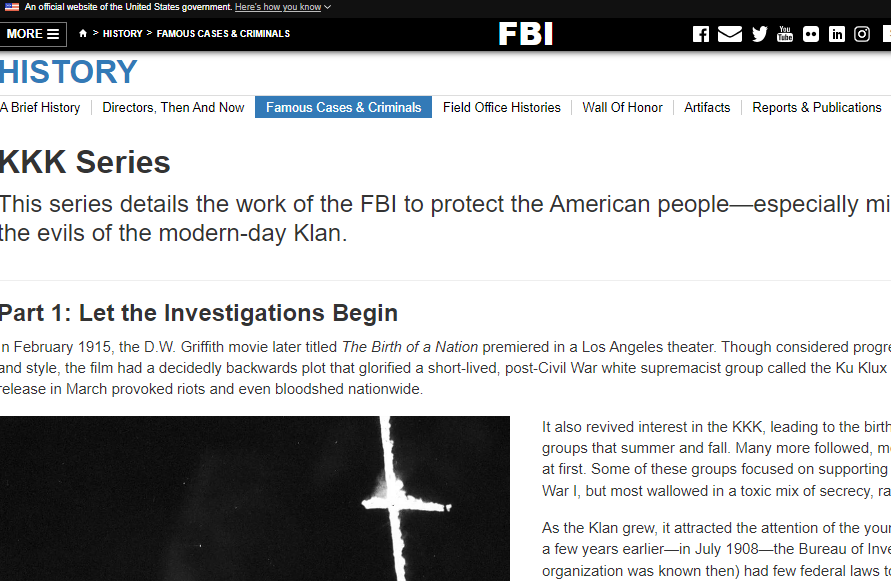 An official website of the United States government. Here's how you know
MORE
> HISTORY > FAMOUS CASES & CRIMINALS
FBI
You Tube
in
HISTORY
A Brief History
Directors, Then And Now
Famous Cases & Criminals
Field Office Histories
Wall Of Honor
Artifacts
Reports & Publications
KKK Series
This series details the work of the FBI to protect the American people—especially mi
the evils of the modern-day Klan.
Part 1: Let the Investigations Begin
n February 1915, the D.W. Griffith movie later titled The Birth of a Nation premiered in a Los Angeles theater. Though considered progre
and style, the film had a decidedly backwards plot that glorified a short-lived, post-Civil War white supremacist group called the Ku Klux
release in March provoked riots and even bloodshed nationwide.
It also revived interest in the KKK, leading to the birth
groups that summer and fall. Many more followed, m
at first. Some of these groups focused on supporting
War I, but most wallowed in a toxic mix of secrecy, ra
As the Klan grew, it attracted the attention of the your
a few years earlier—in July 1908—the Bureau of Inve
organization was known then) had few federal laws to